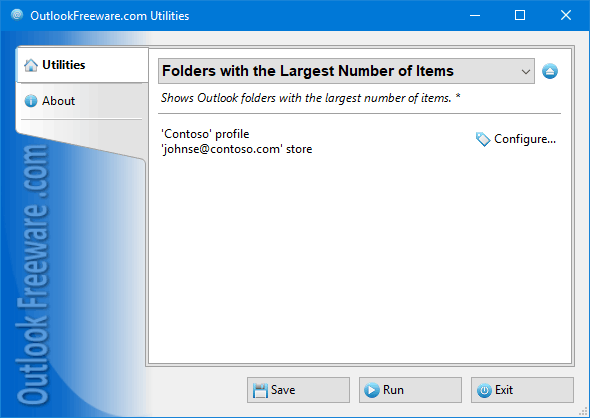 OutlookFreeware.com Utilities
Utilities
About
Folders with the Largest Number of Items
Shows Outlook folders with the largest number of items. *
'Contoso' profile
'johnse@contoso.com' store
Configure...
Outlook Freeware .com
Save
Run
Exit